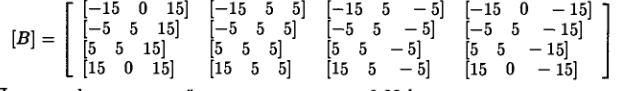 [-15 0 15] [-15 5 5] [-15 5 - 5] [-15 0 - 15]
[B] = [-5 5 15] [-5 5 5] [-5 5 - 5] [-5 5 - 15]
[5 5 15] [5 5 5] [5 5 - 5] [5 5 - 15]
[15 0 15] [15 5 5] [15 5 - 5] [15 0 - 15]